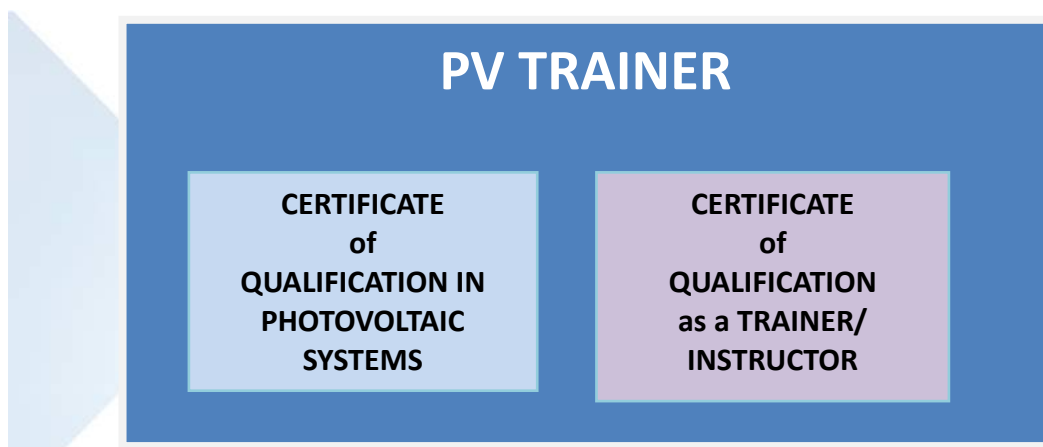 PV TRAINER
CERTIFICATE
of
QUALIFICATION IN
PHOTOVOLTAIC
SYSTEMS
CERTIFICATE
of
QUALIFICATION
as a TRAINER/
INSTRUCTOR